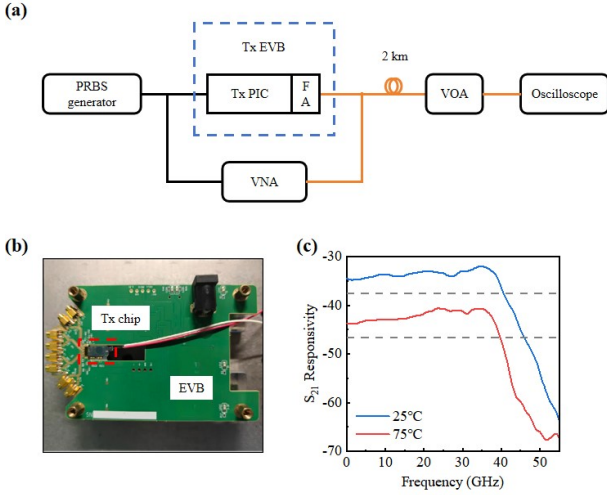 (a)
Tx EVB
2 km
PRBS
generator
Tx PIC
F
A
VOA
Oscilloscope
VNA
(b)
Tx chip
EVB
(c)
-30
-40
-50
-60
-70
S21 Responsivity
25°C
75°C
0 10 20 30 40 50
Frequency (GHz)